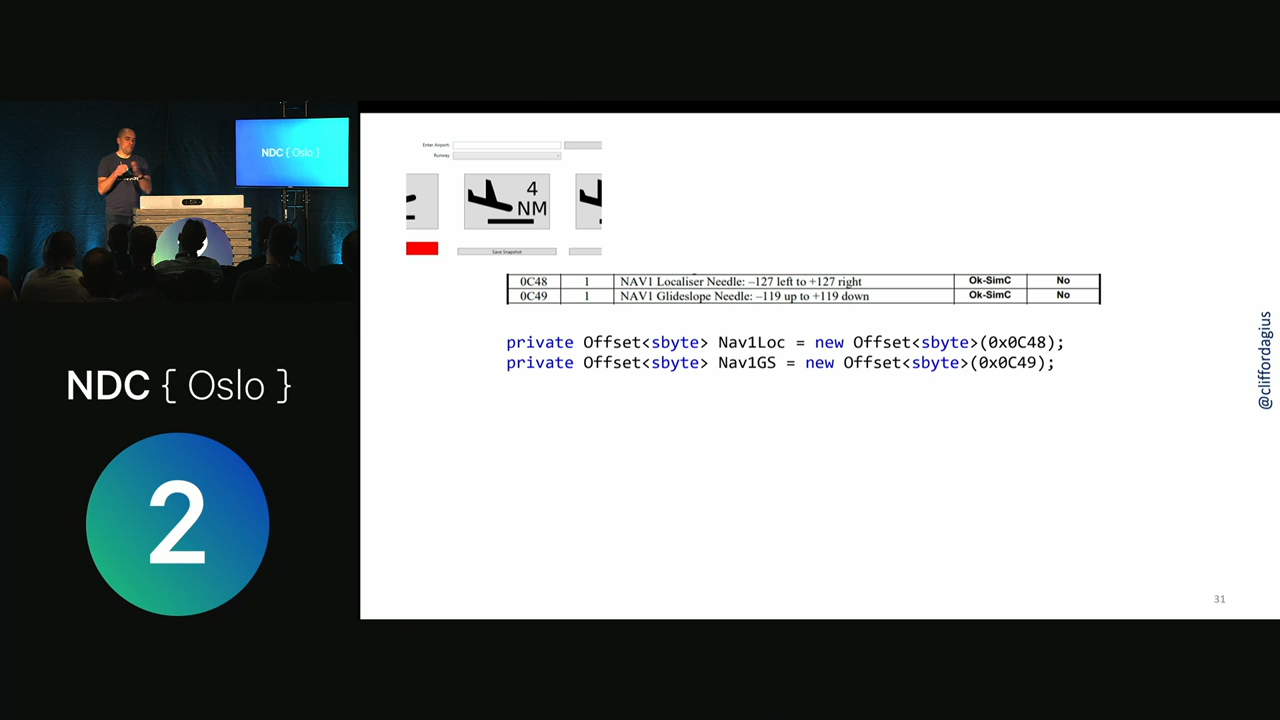 NDC { Oslo }
NDC { Oslo }
2
Enter Airport:
Runway
4
NM
Save Snapshot
0C48 1 NAV1 Localiser Needle: –127 left to +127 right Ok-SimC No
0C49 1 NAV1 Glideslope Needle: –119 up to +119 down Ok-SimC No
private Offset<sbyte> Nav1Loc = new Offset<sbyte>(0x0C48);
private Offset<sbyte> Nav1GS = new Offset<sbyte>(0x0C49);
@cliffordagius
31